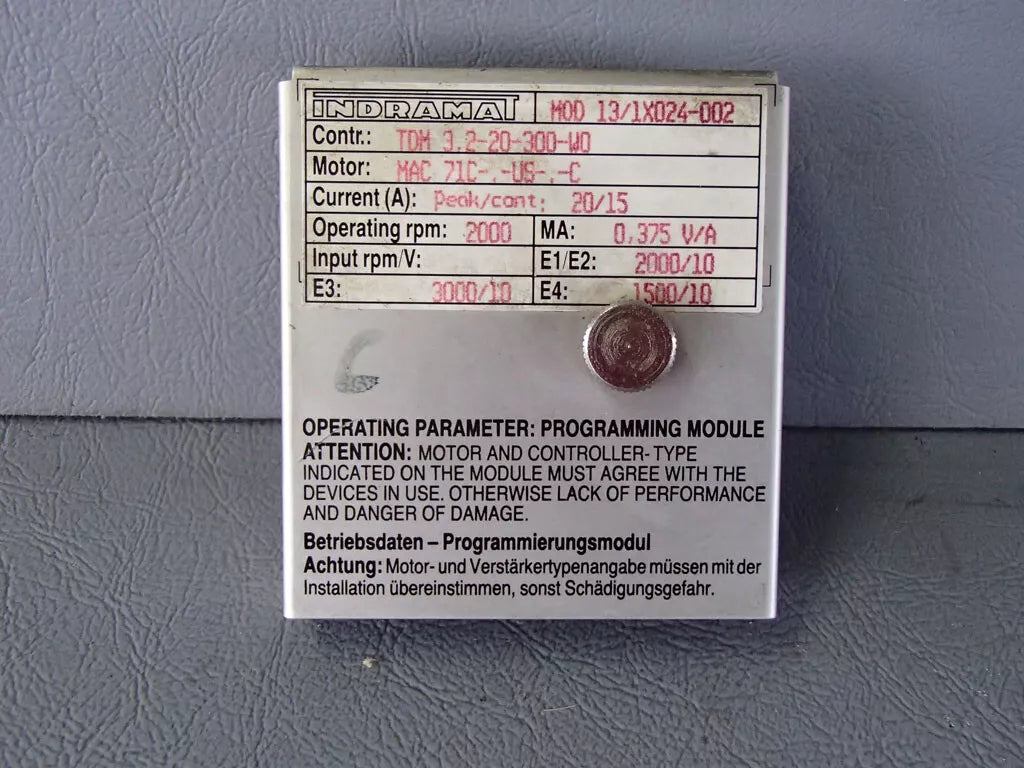 INDRAMAT MOD 13/1X024-002
Contr.: TDM 3.2-20-300-W0
Motor: MAC 71C-.-US-.-C
Current (A): Peak/cont: 20/15
Operating rpm: 2000 MA: 0.375 V/A
Input rpm/V: E1/E2: 2000/10
E3: 3000/10 E4: 1500/10
OPERATING PARAMETER: PROGRAMMING MODULE
ATTENTION: MOTOR AND CONTROLLER-TYPE
INDICATED ON THE MODULE MUST AGREE WITH THE
DEVICES IN USE. OTHERWISE LACK OF PERFORMANCE
AND DANGER OF DAMAGE.
Betriebsdaten – Programmierungsmodul
Achtung: Motor- und Verstärkertypenangabe müssen mit der
Installation übereinstimmen, sonst Schädigungsgefahr.